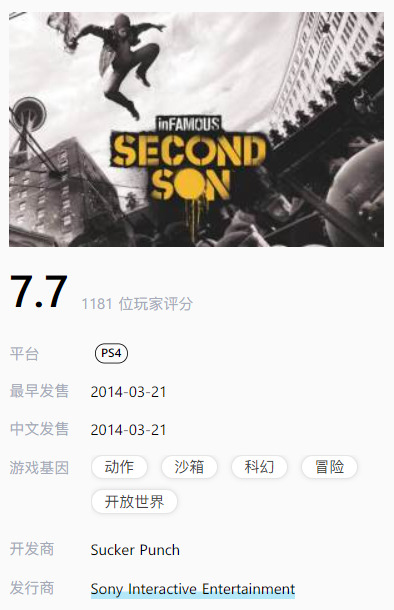 inFAMOUS
SECOND
SON
7.7 1181 位玩家评分
平台 PS4
最早发售 2014-03-21
中文发售 2014-03-21
游戏基因 动作 沙箱 科幻 冒险
开放世界
开发商 Sucker Punch
发行商 Sony Interactive Entertainment